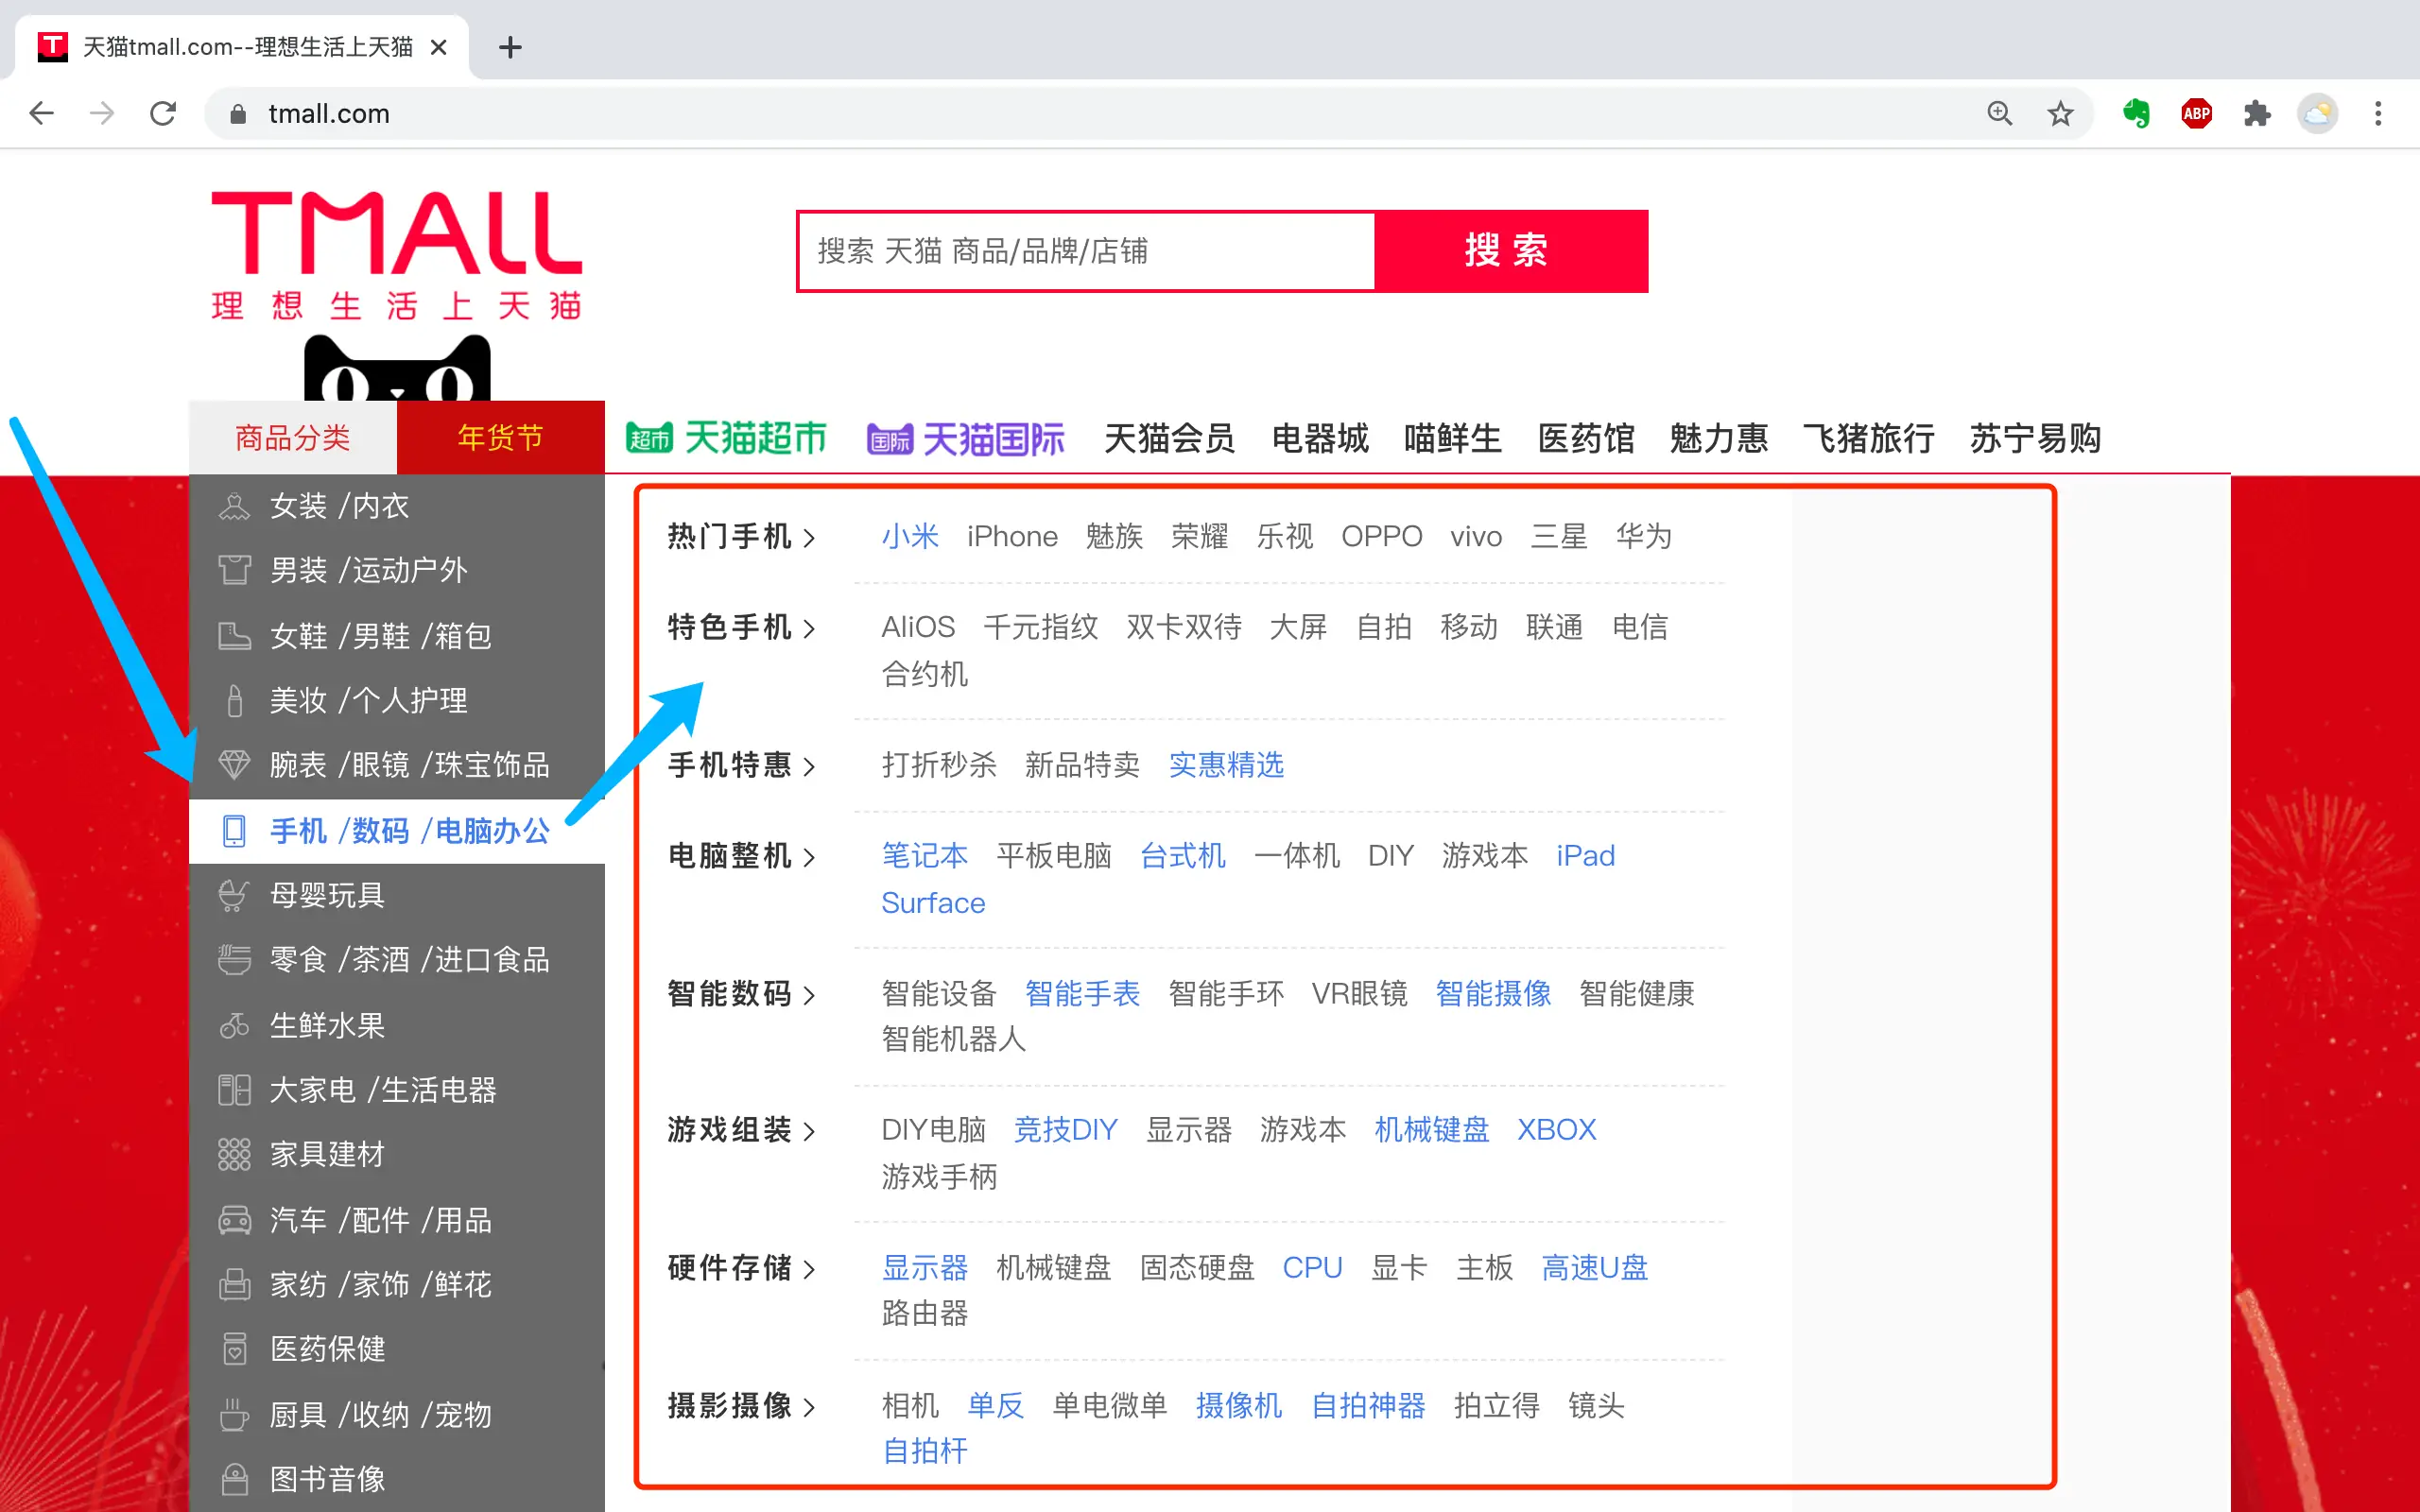 天猫tmall.com--理想生活上天猫
tmall.com
ABP
TMALL
理想生活上天猫
搜索 天猫 商品/品牌/店铺
搜 索
商品分类
年货节
超市 天猫超市
国际 天猫国际
天猫会员
电器城
喵鲜生
医药馆
魅力惠
飞猪旅行
苏宁易购
女装 /内衣
男装 /运动户外
女鞋 /男鞋 /箱包
美妆 /个人护理
腕表 /眼镜 /珠宝饰品
手机 /数码 /电脑办公
母婴玩具
零食 /茶酒 /进口食品
生鲜水果
大家电 /生活电器
家具建材
汽车 /配件 /用品
家纺 /家饰 /鲜花
医药保健
厨具 /收纳 /宠物
图书音像
热门手机 小米 iPhone 魅族 荣耀 乐视 OPPO vivo 三星 华为
特色手机 AliOS 千元指纹 双卡双待 大屏 自拍 移动 联通 电信
合约机
手机特惠 打折秒杀 新品特卖 实惠精选
电脑整机 笔记本 平板电脑 台式机 一体机 DIY 游戏本 iPad
Surface
智能数码 智能设备 智能手表 智能手环 VR眼镜 智能摄像 智能健康
智能机器人
游戏组装 DIY电脑 竞技DIY 显示器 游戏本 机械键盘 XBOX
游戏手柄
硬件存储 显示器 机械键盘 固态硬盘 CPU 显卡 主板 高速U盘
路由器
摄影摄像 相机 单反 单电微单 摄像机 自拍神器 拍立得 镜头
自拍杆